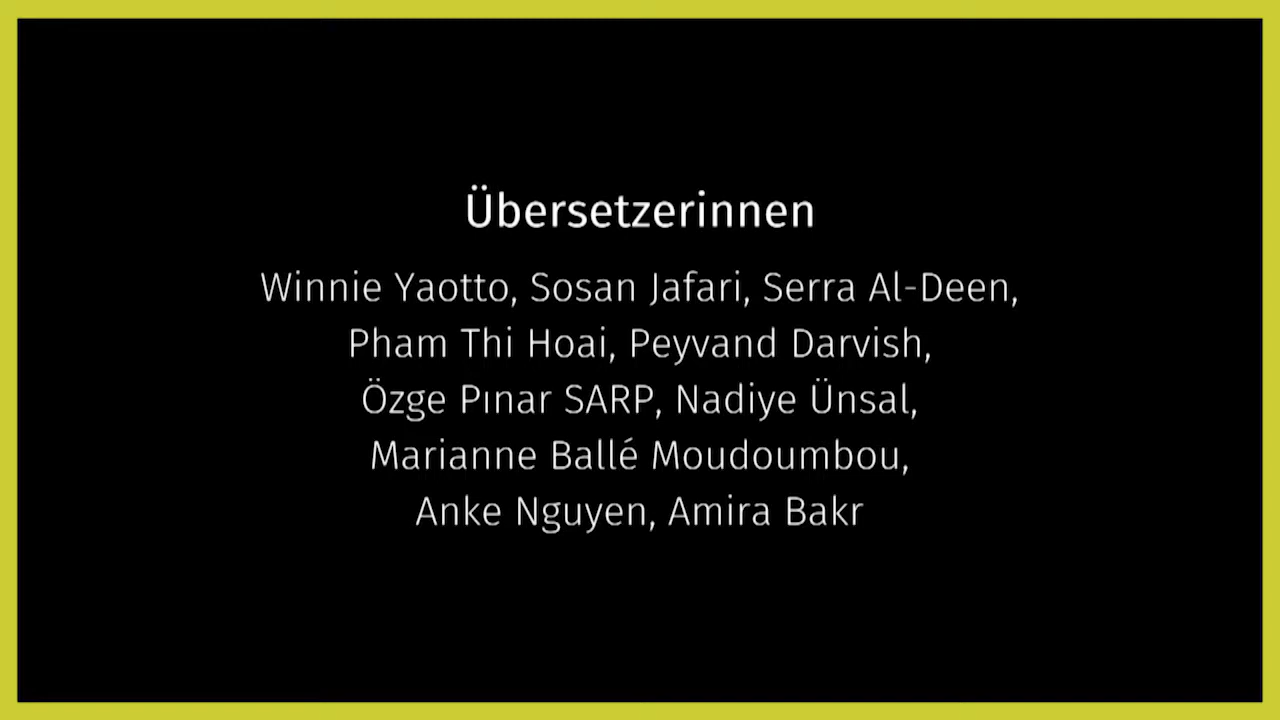 Übersetzerinnen
Winnie Yaotto, Sosan Jafari, Serra Al-Deen,
Pham Thi Hoai, Peyvand Darvish,
Özge Pınar SARP, Nadiye Ünsal,
Marianne Ballé Moudoumbou,
Anke Nguyen, Amira Bakr